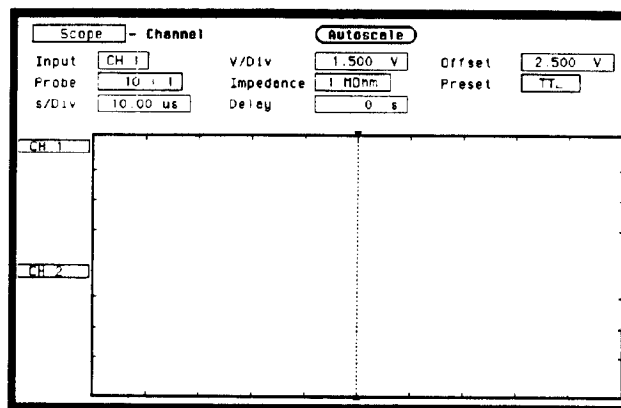 Scope - Channel Autoscale
Input CH 1 V/Div 1.500 V Offset 2.500 V
Probe 10 : 1 Impedance 1 MOhm Preset TTL
s/Div 10.00 us Delay 0 s
CH 1
CH 2